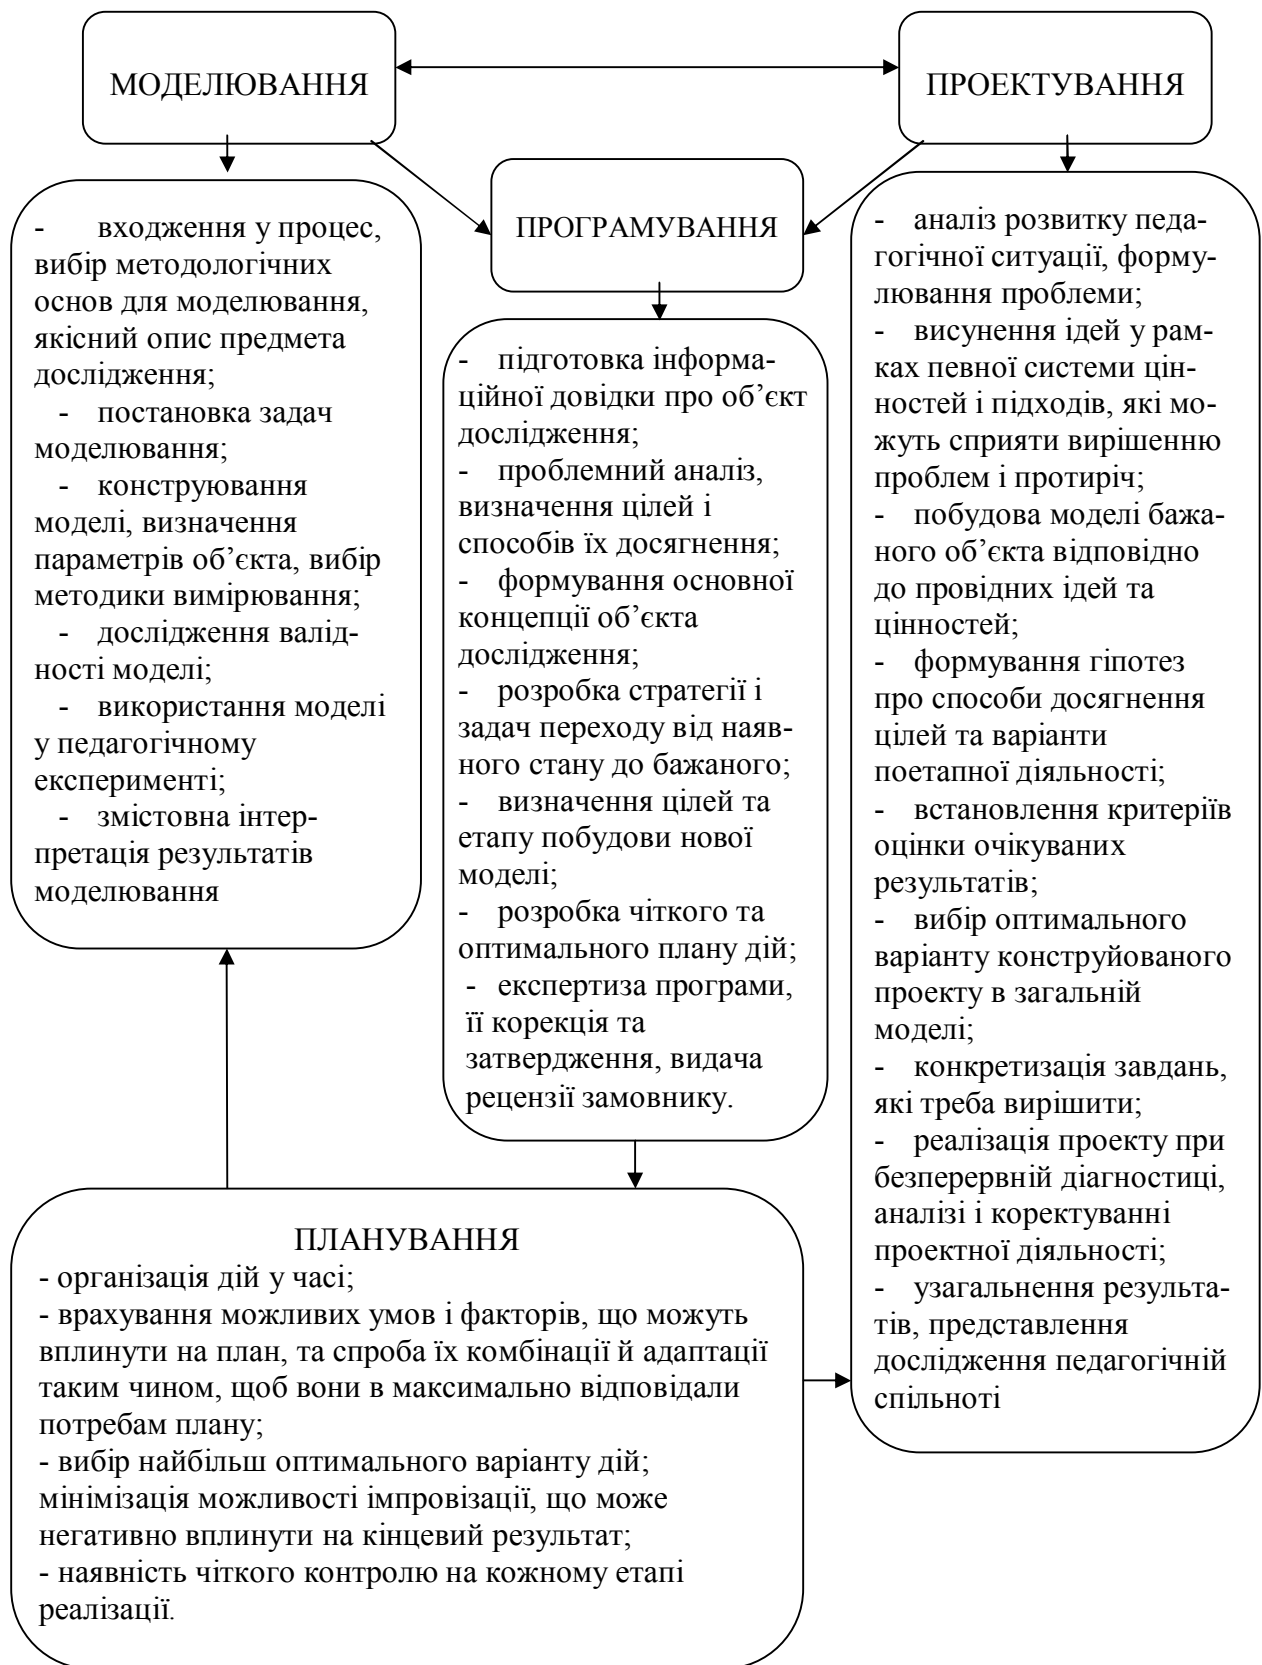 МОДЕЛЮВАННЯ
ПРОЕКТУВАННЯ
ПРОГРАМУВАННЯ
- входження у процес,
вибір методологічних
основ для моделювання,
якісний опис предмета
дослідження;
- постановка задач
моделювання;
- конструювання
моделі, визначення
параметрів об’єкта, вибір
методики вимірювання;
- дослідження валід-
ності моделі;
- використання моделі
у педагогічному
експерименті;
- змістовна інтер-
претація результатів
моделювання
- підготовка інформа-
ційної довідки про об’єкт
дослідження;
- проблемний аналіз,
визначення цілей і
способів їх досягнення;
- формування основної
концепції об’єкта
дослідження;
- розробка стратегії і
задач переходу від наяв-
ного стану до бажаного;
- визначення цілей та
етапу побудови нової
моделі;
- розробка чіткого та
оптимального плану дій;
- експертиза програми,
її корекція та
затвердження, видача
рецензії замовнику.
- аналіз розвитку педа-
гогічної ситуації, форму-
лювання проблеми;
- висунення ідей у рам-
ках певної системи цін-
ностей і підходів, які мо-
жуть сприяти вирішенню
проблем і протиріч;
- побудова моделі бажа-
ного об’єкта відповідно
до провідних ідей та
цінностей;
- формування гіпотез
про способи досягнення
цілей та варіанти
поетапної діяльності;
- встановлення критеріїв
оцінки очікуваних
результатів;
- вибір оптимального
варіанту конструйованого
проекту в загальній
моделі;
- конкретизація завдань,
які треба вирішити;
- реалізація проекту при
безперервній діагностиці,
аналізі і коректуванні
проектної діяльності;
- узагальнення результа-
тів, представлення
дослідження педагогічній
спільноті
ПЛАНУВАННЯ
- організація дій у часі;
- врахування можливих умов і факторів, що можуть
вплинути на план, та спроба їх комбінації й адаптації
таким чином, щоб вони в максимально відповідали
потребам плану;
- вибір найбільш оптимального варіанту дій;
мінімізація можливості імпровізації, що може
негативно вплинути на кінцевий результат;
- наявність чіткого контролю на кожному етапі
реалізації.